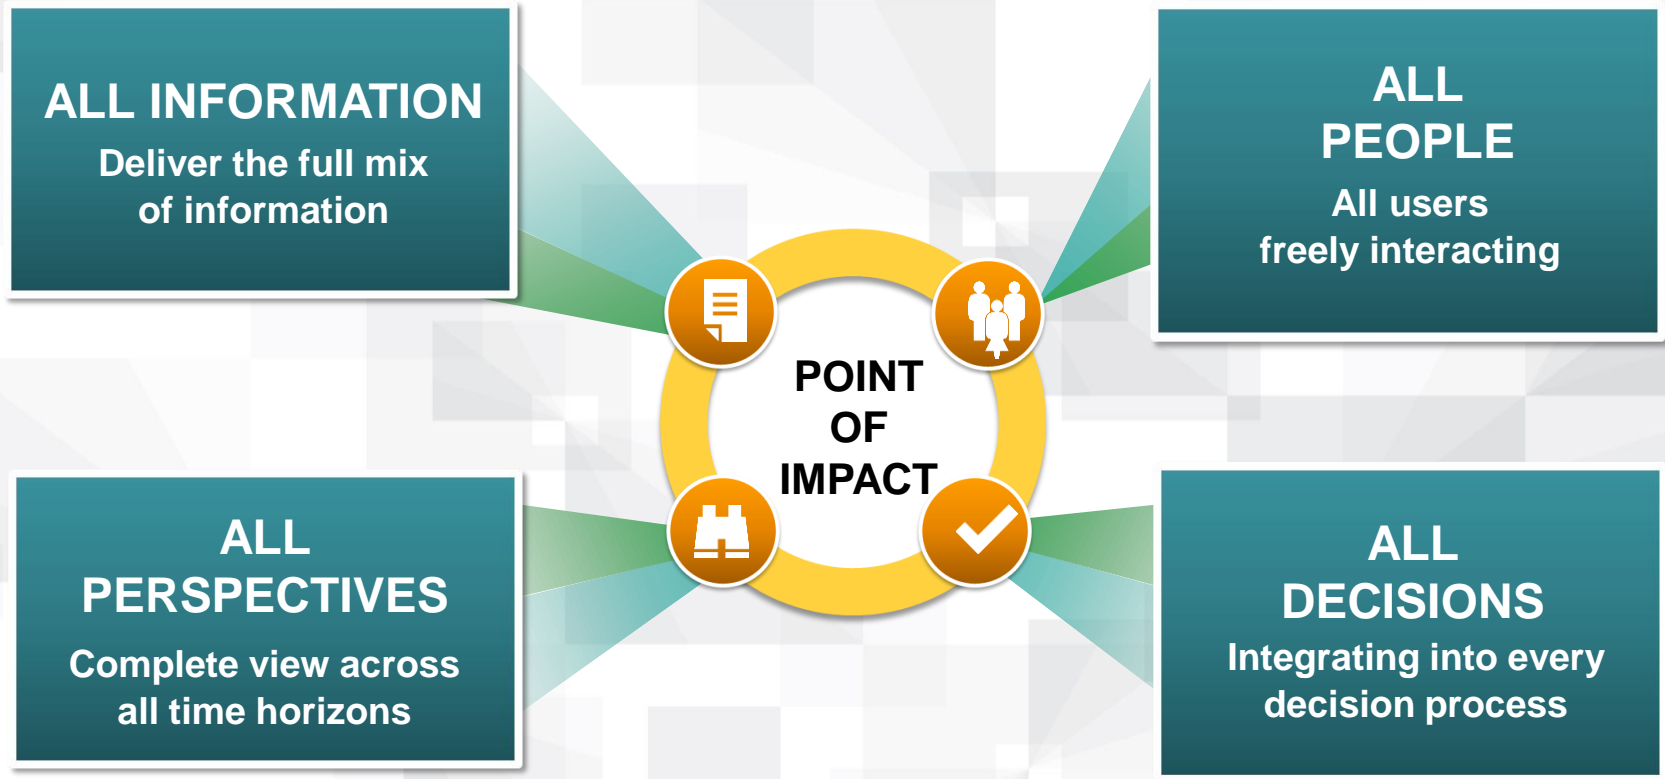 ALL INFORMATION
Deliver the full mix
of information
ALL
PEOPLE
All users
freely interacting
POINT
OF
IMPACT
ALL
PERSPECTIVES
Complete view across
all time horizons
ALL
DECISIONS
Integrating into every
decision process